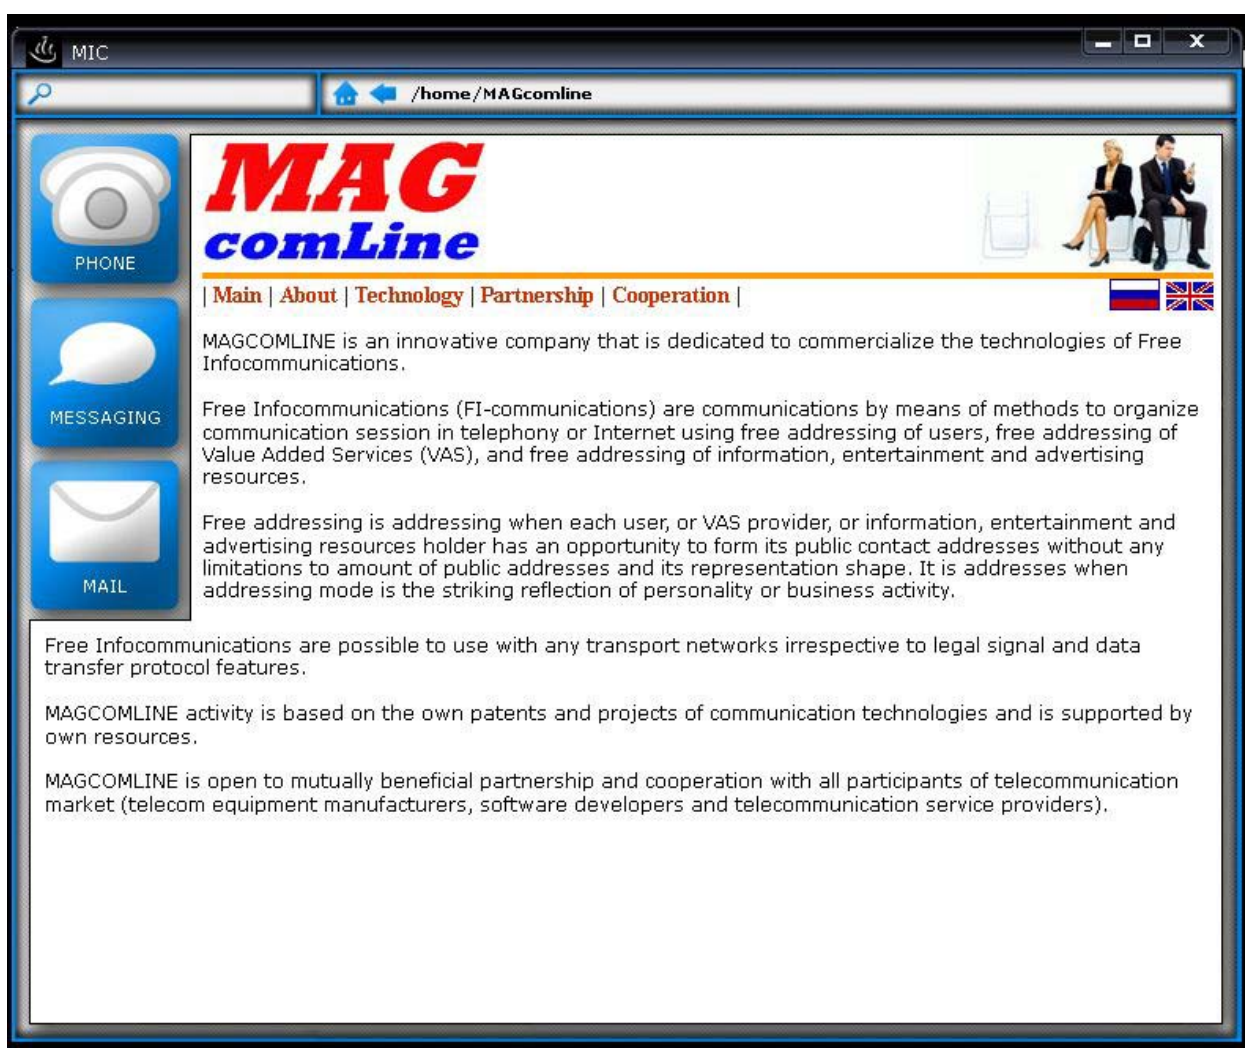 MIC
/home/MAGcomline
PHONE
MESSAGING
MAIL
MAG
comLine
| Main | About | Technology | Partnership | Cooperation |
MAGCOMLINE is an innovative company that is dedicated to commercialize the technologies of Free
Infocommunications.
Free Infocommunications (FI-communications) are communications by means of methods to organize
communication session in telephony or Internet using free addressing of users, free addressing of
Value Added Services (VAS), and free addressing of information, entertainment and advertising
resources.
Free addressing is addressing when each user, or VAS provider, or information, entertainment and
advertising resources holder has an opportunity to form its public contact addresses without any
limitations to amount of public addresses and its representation shape. It is addresses when
addressing mode is the striking reflection of personality or business activity.
Free Infocommunications are possible to use with any transport networks irrespective to legal signal and data
transfer protocol features.
MAGCOMLINE activity is based on the own patents and projects of communication technologies and is supported by
own resources.
MAGCOMLINE is open to mutually beneficial partnership and cooperation with all participants of telecommunication
market (telecom equipment manufacturers, software developers and telecommunication service providers).